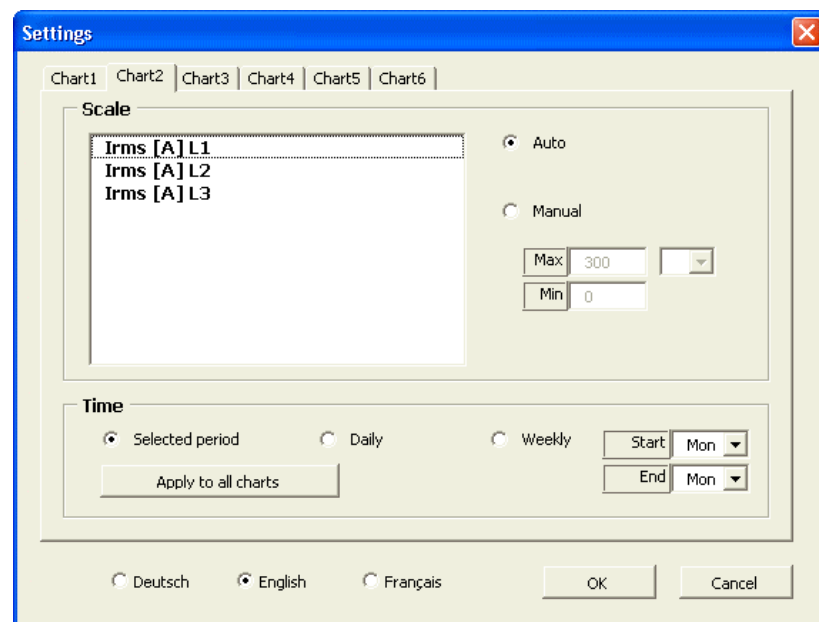 Settings
Chart1 Chart2 Chart3 Chart4 Chart5 Chart6
Scale
Irms [A] L1
Irms [A] L2
Irms [A] L3
Auto
Manual
Max 300
Min 0
Time
Selected period Daily Weekly Start Mon
Apply to all charts End Mon
Deutsch English Français OK Cancel